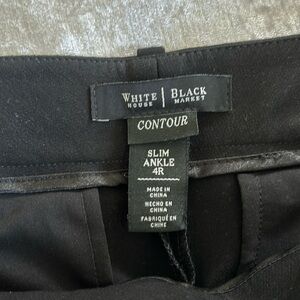 WHITE | BLACK
HOUSE | MARKET
CONTOUR
SLIM
ANKLE
4R
MADE IN
CHINA
HECHO EN
CHINA
FABRIQUÉ EN
CHINE